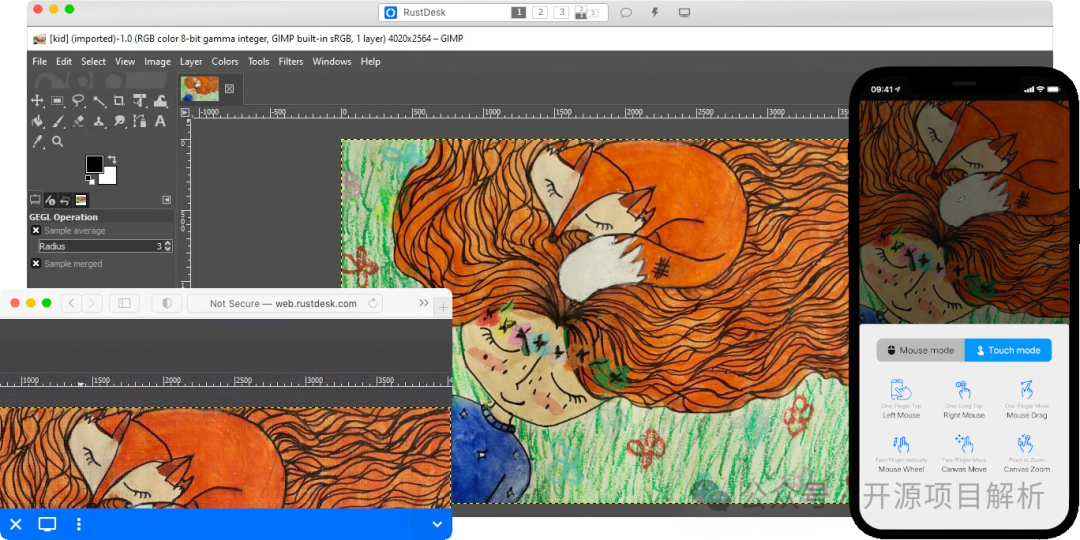 RustDesk 1 2 3 2 1 3
[kid] (imported)-1.0 (RGB color 8-bit gamma integer, GIMP built-in sRGB, 1 layer) 4020x2564 – GIMP
File Edit Select View Image Layer Colors Tools Filters Windows Help
-1000 -500 0 500 1000 1500 2000 2500 3000 3500
0
500
GEGL Operation
Sample average
Radius 3
Sample merged
Not Secure — web.rustdesk.com
1000 1500 2000 2500 3000 3500
09:41
Mouse mode Touch mode
One-Finger Tap One-Long Tap One-Finger Move
Left Mouse Right Mouse Mouse Drag
Two-Finger vertically Two-Finger Move Pinch to Zoom
Mouse Wheel Canvas Move Canvas Zoom
公众号 开源项目解析